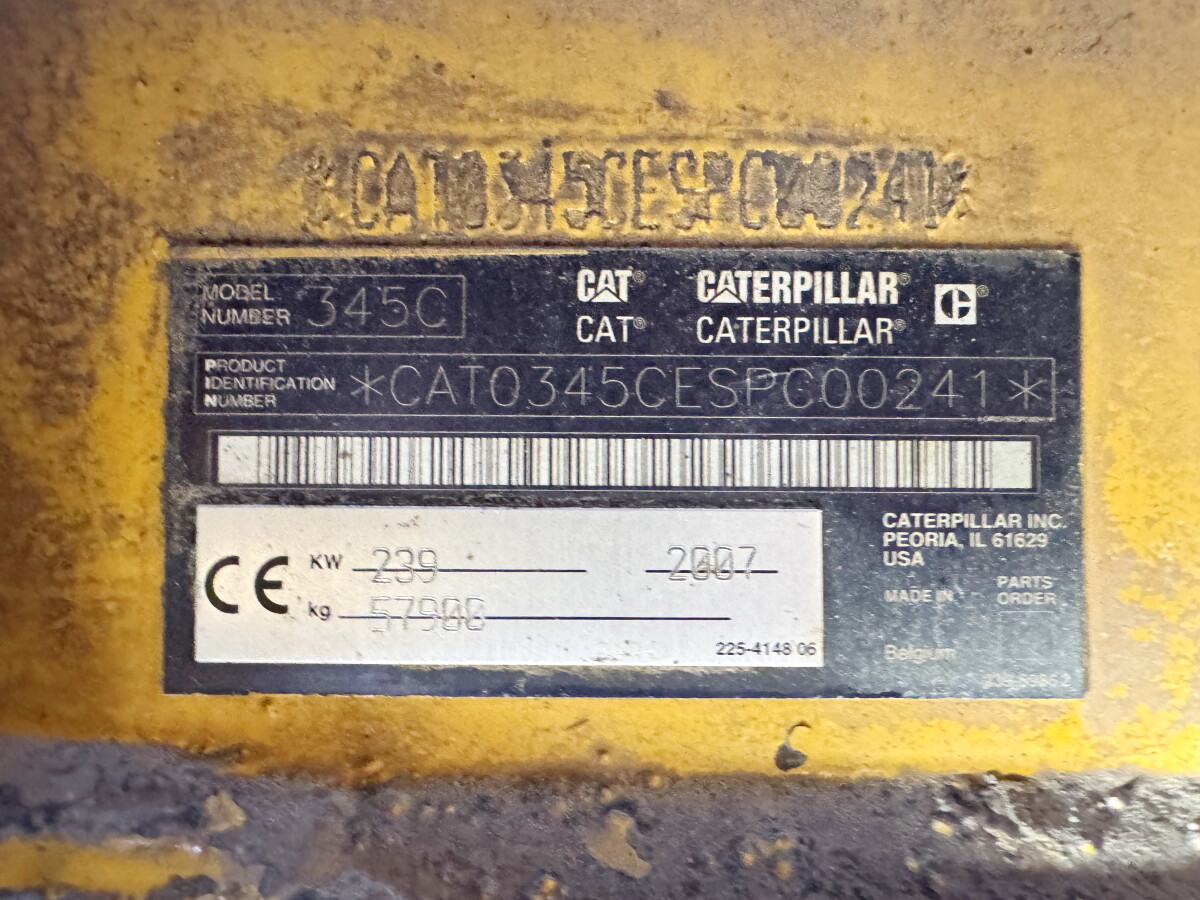 *CAT0345CESPC00241*
MODEL NUMBER 345C
CAT® CATERPILLAR®
CAT® CATERPILLAR®
PRODUCT IDENTIFICATION NUMBER *CAT0345CESPC00241*
CATERPILLAR INC.
PEORIA, IL 61629
USA
MADE IN
PARTS ORDER
Belgium
CE
KW 239 2007
kg 57900
225-4148 06